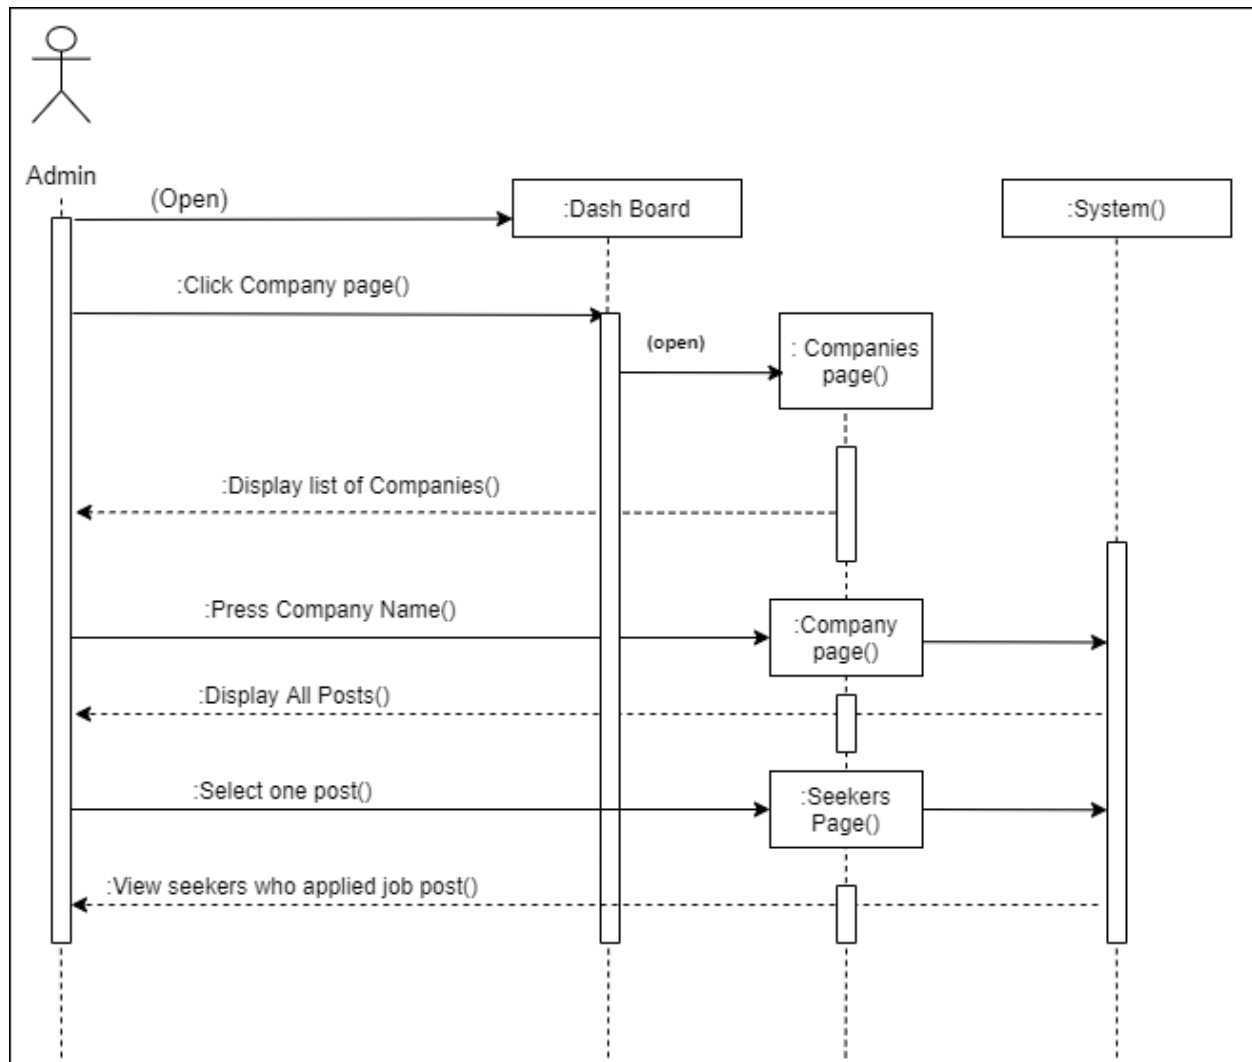 Admin
(Open)
:Dash Board
:System()
:Click Company page()
(open)
: Companies
page()
:Display list of Companies()
:Press Company Name()
:Company
page()
:Display All Posts()
:Select one post()
:Seekers
Page()
:View seekers who applied job post()